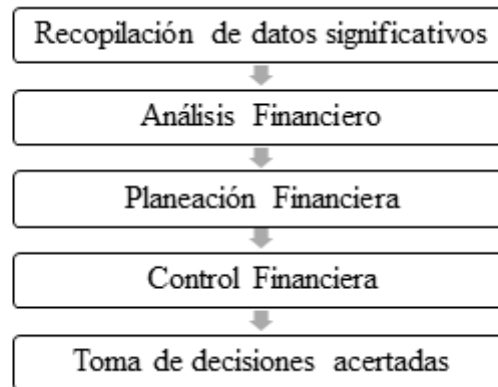 Recopilación de datos significativos
Análisis Financiero
Planeación Financiera
Control Financiera
Toma de decisiones acertadas